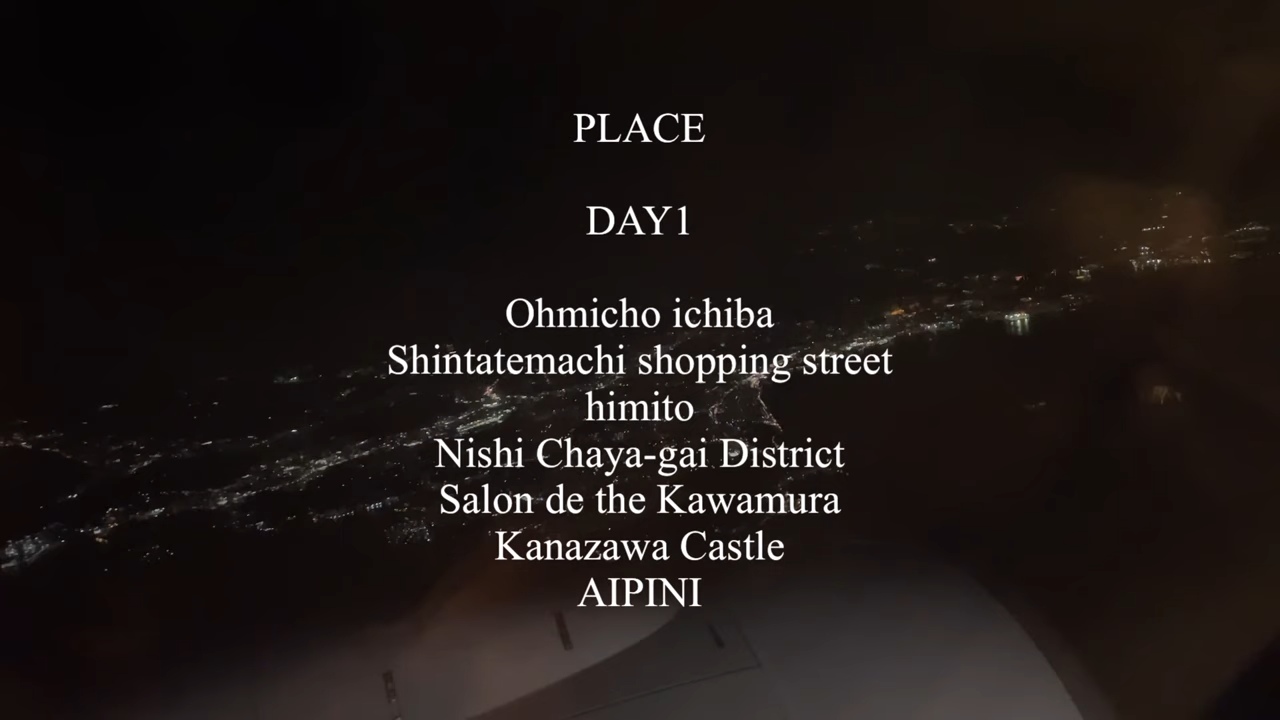 PLACE
DAY1
Ohmicho ichiba
Shintatemachi shopping street
himito
Nishi Chaya-gai District
Salon de the Kawamura
Kanazawa Castle
AIPINI